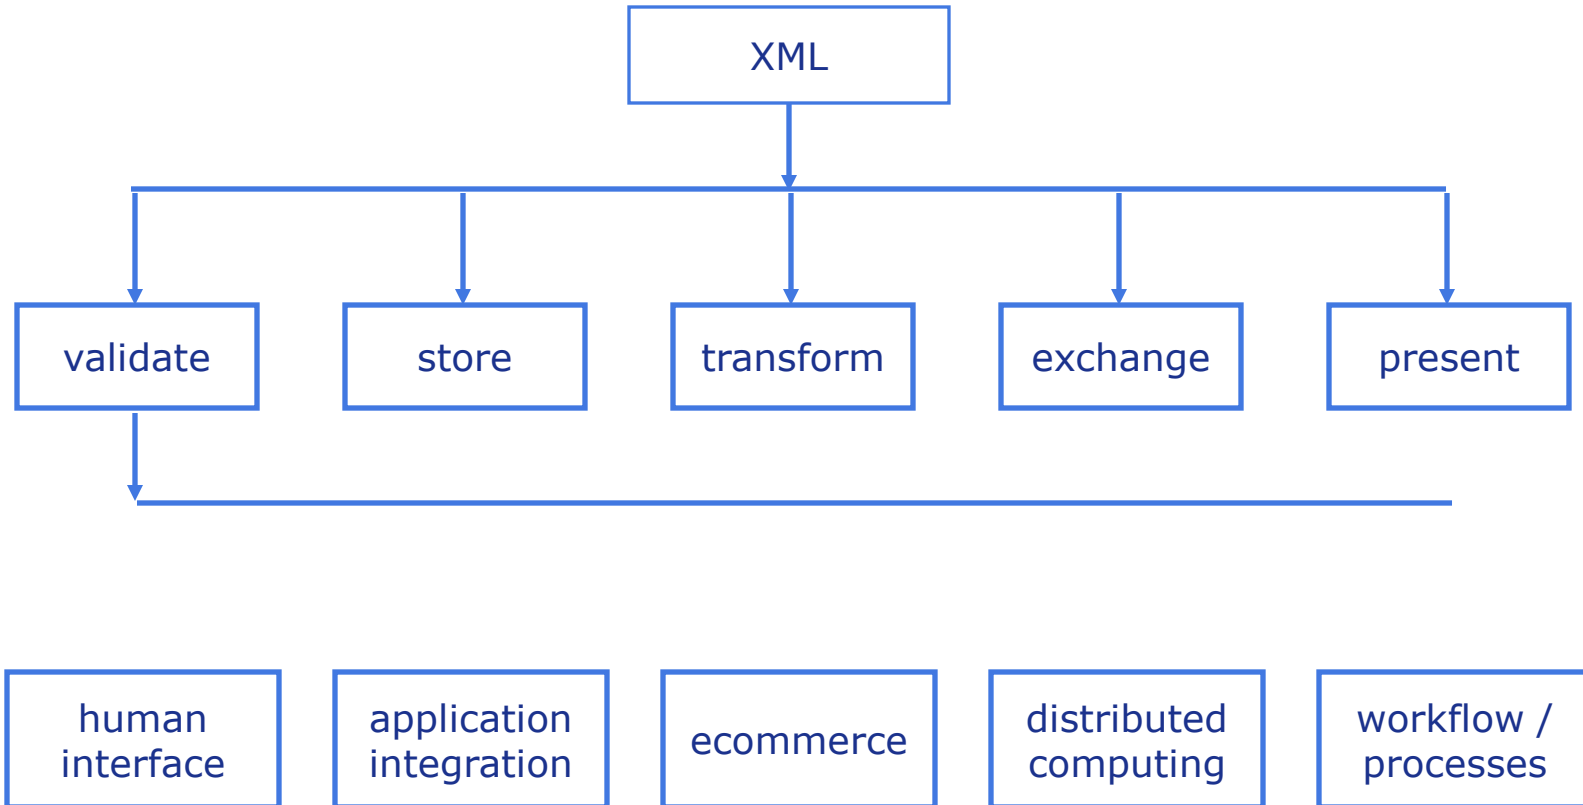 XML
validate
store
transform
exchange
present
human
interface
application
integration
ecommerce
distributed
computing
workflow /
processes